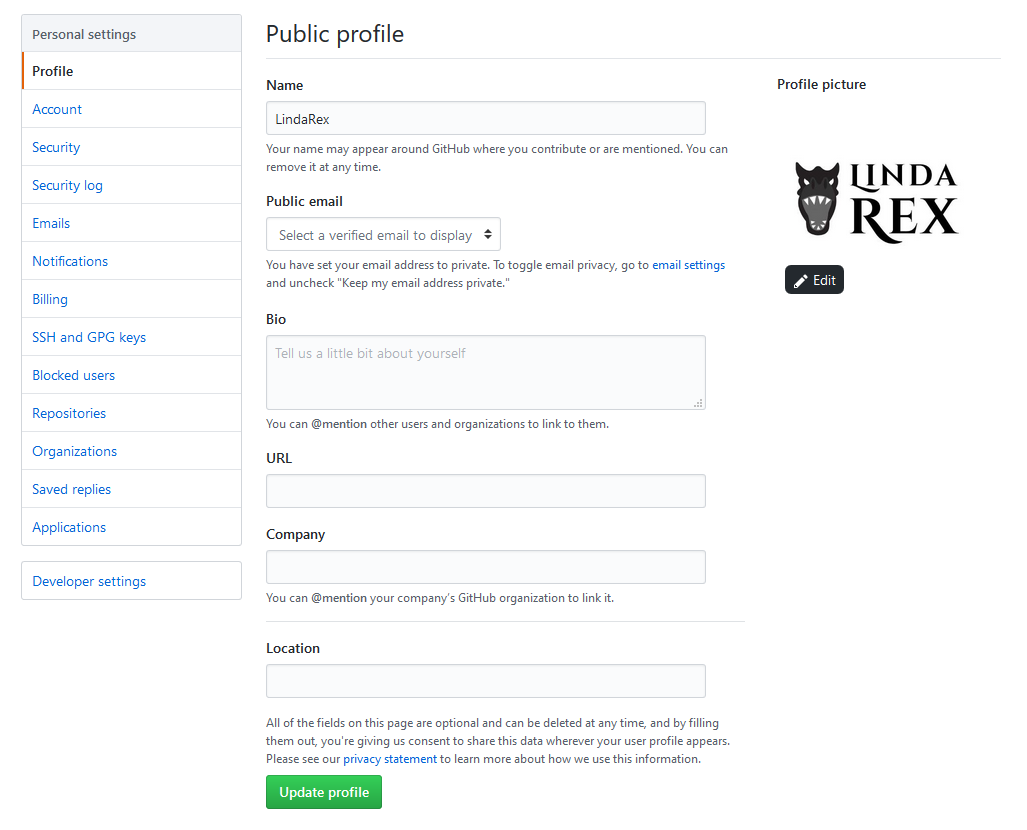 Personal settings
Profile
Account
Security
Security log
Emails
Notifications
Billing
SSH and GPG keys
Blocked users
Repositories
Organizations
Saved replies
Applications
Developer settings
Public profile
Name
LindaRex
Your name may appear around GitHub where you contribute or are mentioned. You can
remove it at any time.
Public email
Select a verified email to display
You have set your email address to private. To toggle email privacy, go to email settings
and uncheck "Keep my email address private."
Bio
Tell us a little bit about yourself
You can @mention other users and organizations to link to them.
URL
Company
You can @mention your company's GitHub organization to link it.
Location
All of the fields on this page are optional and can be deleted at any time, and by filling
them out, you're giving us consent to share this data wherever your user profile appears.
Please see our privacy statement to learn more about how we use this information.
Update profile
Profile picture
LINDA
REX
Edit